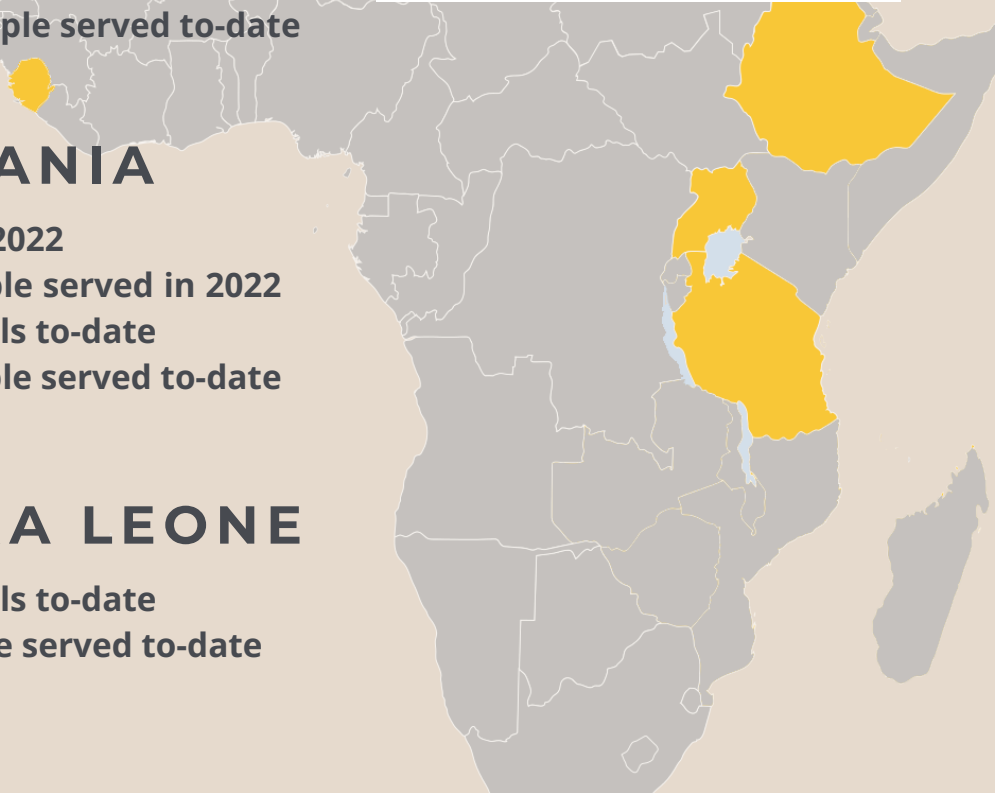 ple served to-date
ANIA
2022
ple served in 2022
ls to-date
ple served to-date
A LEONE
ls to-date
e served to-date